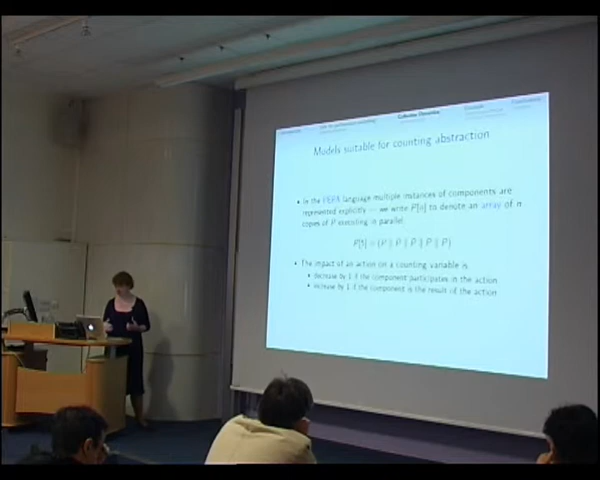 Models suitable for counting abstraction
• In the PEPA language multiple instances of components are
represented explicitly — we write P[n] to denote an array of n
copies of P executing in parallel.
P[5] ≡ (P ∥ P ∥ P ∥ P ∥ P)
• The impact of an action on a counting variable is
• decrease by 1 if the component participates in the action
• increase by 1 if the component is the result of the action